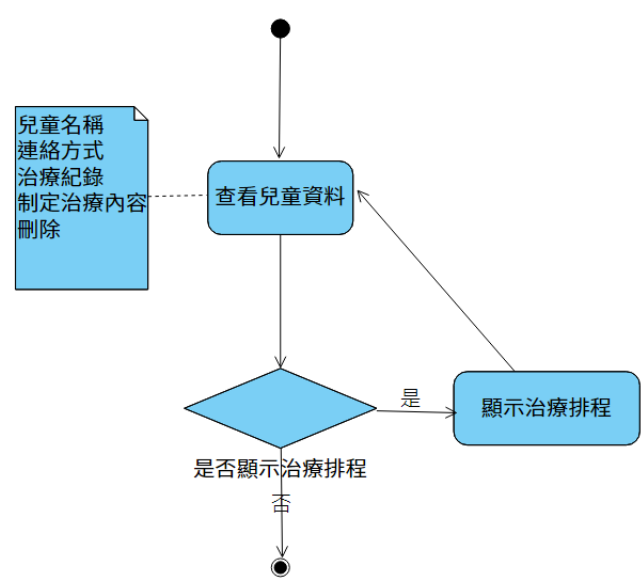 兒童名稱
連絡方式
治療紀錄
制定治療內容
刪除
查看兒童資料
是
顯示治療排程
是否顯示治療排程
否